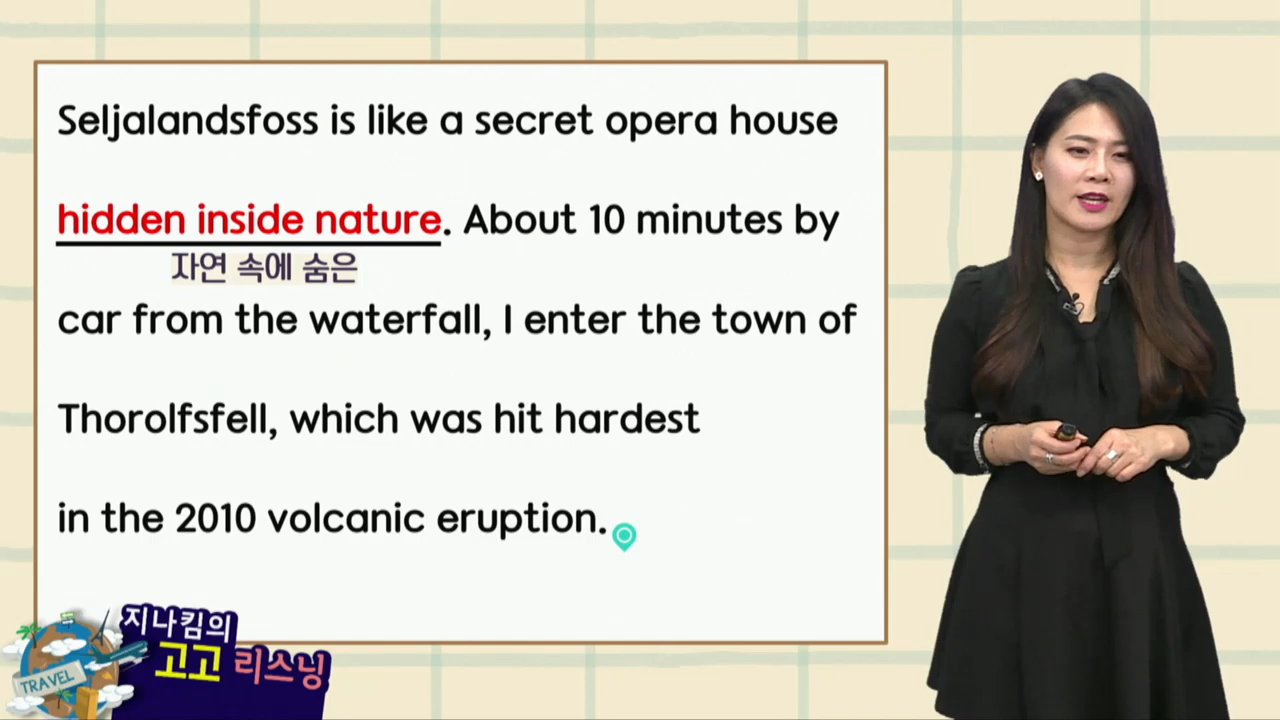 Seljalandsfoss is like a secret opera house
hidden inside nature. About 10 minutes by
자연 속에 숨은
car from the waterfall, I enter the town of
Thorolfsfell, which was hit hardest
in the 2010 volcanic eruption.
지나킴의
고고 리스닝
TRAVEL